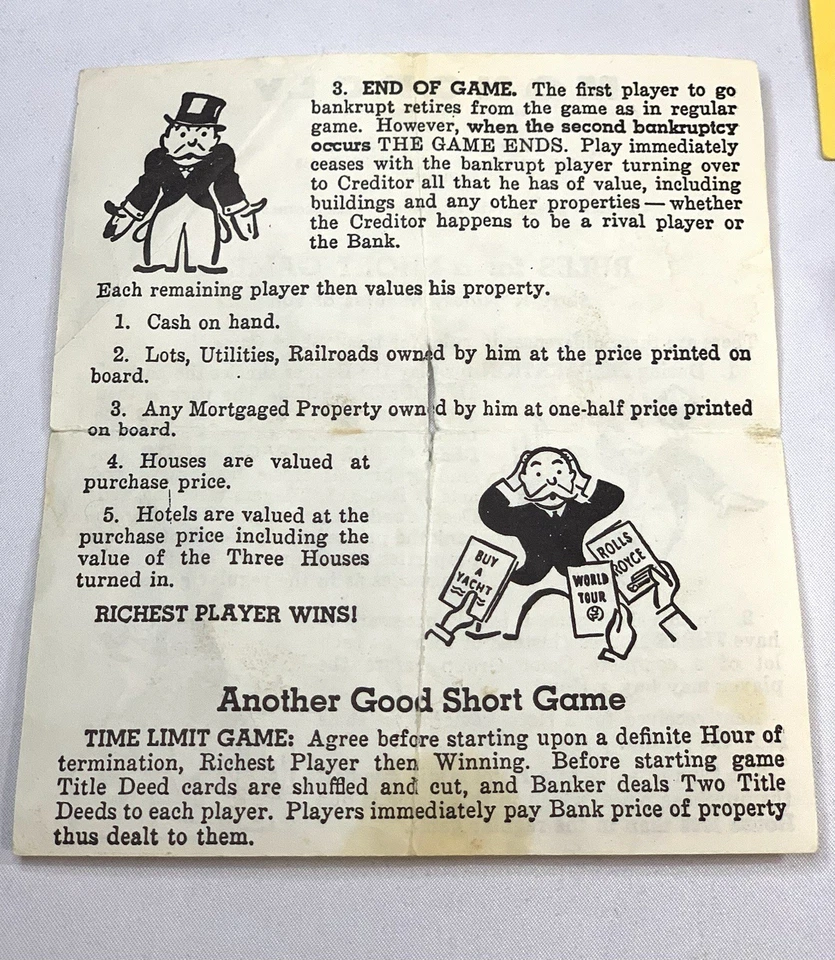 3. END OF GAME. The first player to go
bankrupt retires from the game as in regular
game. However, when the second bankruptcy
occurs THE GAME ENDS. Play immediately
ceases with the bankrupt player turning over
to Creditor all that he has of value, including
buildings and any other properties — whether
the Creditor happens to be a rival player or
the Bank.
Each remaining player then values his property.
1. Cash on hand.
2. Lots, Utilities, Railroads owned by him at the price printed on
board.
3. Any Mortgaged Property owned by him at one-half price printed
on board.
4. Houses are valued at
purchase price.
5. Hotels are valued at the
purchase price including the
value of the Three Houses
turned in.
RICHEST PLAYER WINS!
BUY
A
YACHT
WORLD
TOUR
ROLLS
ROYCE
Another Good Short Game
TIME LIMIT GAME: Agree before starting upon a definite Hour of
termination, Richest Player then Winning. Before starting game
Title Deed cards are shuffled and cut, and Banker deals Two Title
Deeds to each player. Players immediately pay Bank price of property
thus dealt to them.